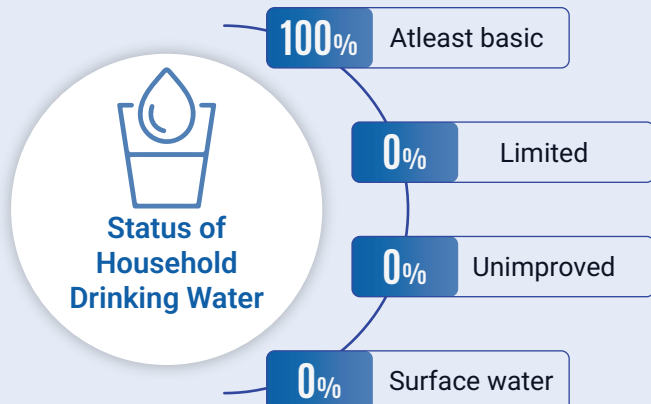 100% Atleast basic
0% Limited
Status of
Household
Drinking Water
0% Unimproved
0% Surface water